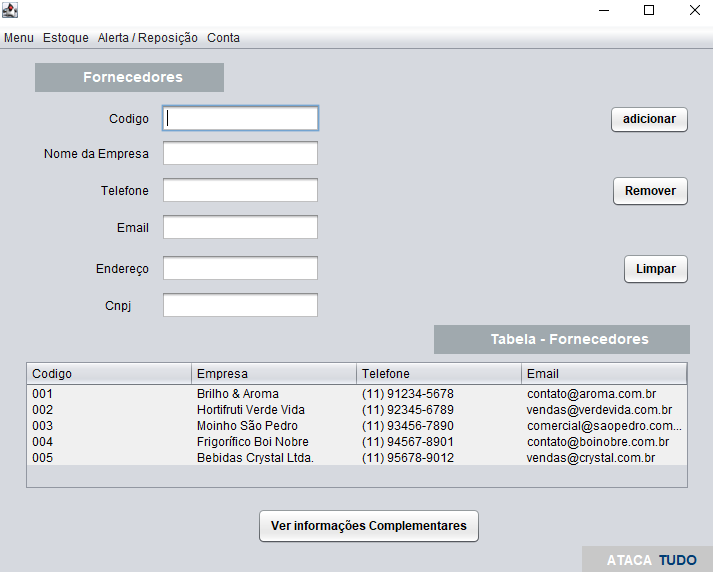 Menu Estoque Alerta / Reposição Conta
Fornecedores
Codigo
adicionar
Nome da Empresa
Telefone
Remover
Email
Endereço
Limpar
Cnpj
Tabela - Fornecedores
Codigo Empresa Telefone Email
001 Brilho & Aroma (11) 91234-5678 contato@aroma.com.br
002 Hortifruti Verde Vida (11) 92345-6789 vendas@verdevida.com.br
003 Moinho São Pedro (11) 93456-7890 comercial@saopedro.com...
004 Frigorífico Boi Nobre (11) 94567-8901 contato@boinobre.com.br
005 Bebidas Crystal Ltda. (11) 95678-9012 vendas@crystal.com.br
Ver informações Complementares
ATACA TUDO